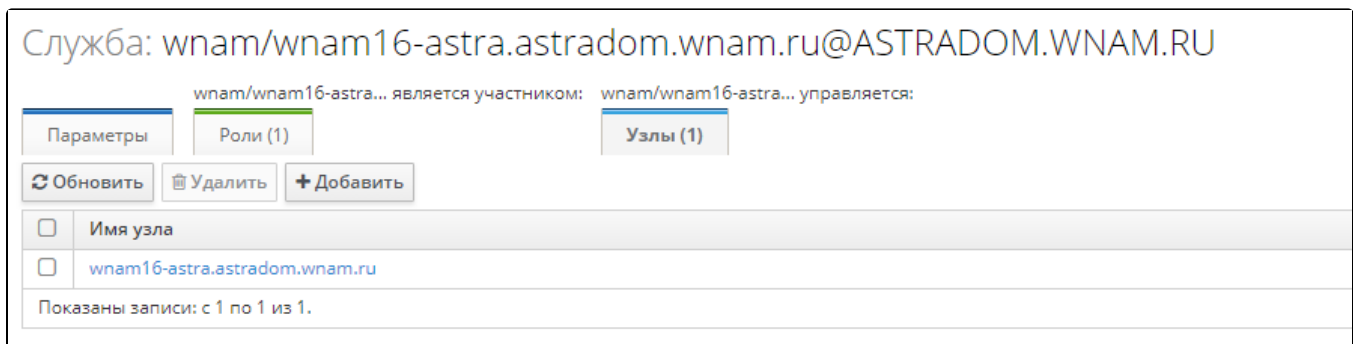 Служба: wnam/wnam16-astra.astradom.wnam.ru@ASTRADOM.WNAM.RU
wnam/wnam16-astra... является участником: wnam/wnam16-astra... управляется:
Параметры Роли (1) Узлы (1)
Обновить Удалить Добавить
Имя узла
wnam16-astra.astradom.wnam.ru
Показаны записи: с 1 по 1 из 1.